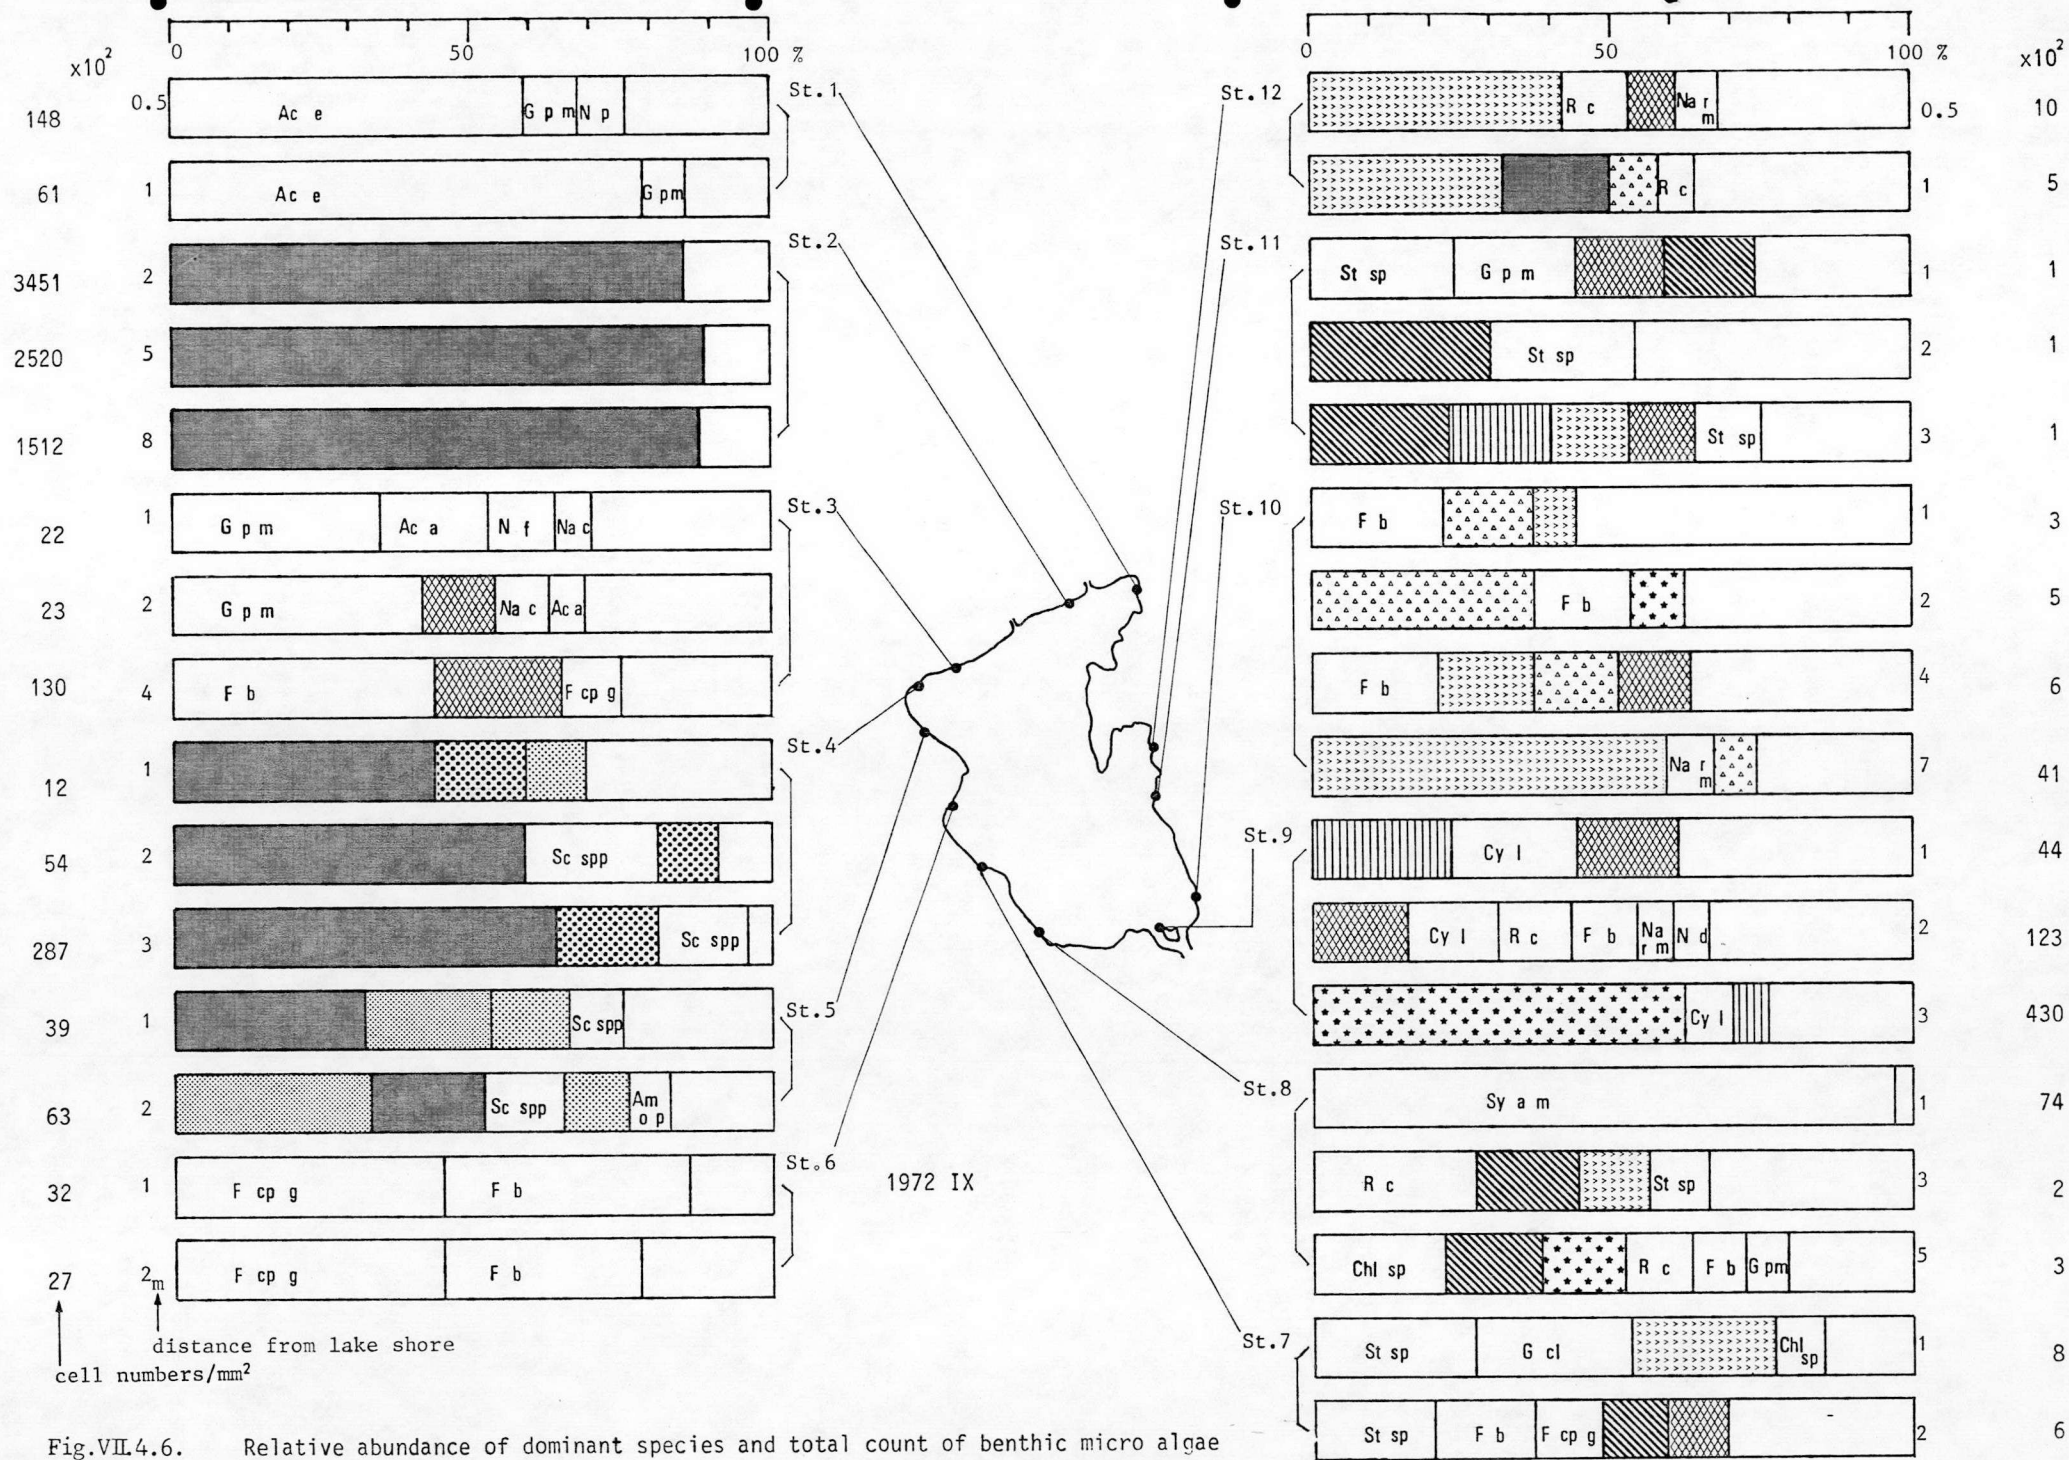 0 50 100 %
x10²
148 0.5 Ac e G p m N p
St.1
61 1 Ac e G pm
St.2
3451 2
2520 5
1512 8
22 1 G p m Ac a N f Na c
St.3
23 2 G p m Na c Ac a
130 4 F b F cp g
St.4
12 1
54 2 Sc spp
287 3 Sc spp
39 1 Sc spp
St.5
63 2 Sc spp Am o p
32 1 F cp g F b
St.6
27 2m F cp g F b
distance from lake shore
cell numbers/mm²
1972 IX
0 50 100 %
x10²
St.12
R c Na r m 0.5 10
R c 1 5
St.11
St sp G p m 1 1
St sp 2 1
St sp 3 1
St.10
F b 1 3
F b 2 5
F b 4 6
Na r m 7 41
St.9
Cy l 1 44
Cy l R c F b Na r m N d 2 123
Cy l 3 430
St.8
Sy a m 1 74
R c St sp 3 2
Chl sp R c F b G pm 5 3
St.7
St sp G cl Chl sp 1 8
St sp F b F cp g 2 6
Fig.VII.4.6. Relative abundance of dominant species and total count of benthic micro algae